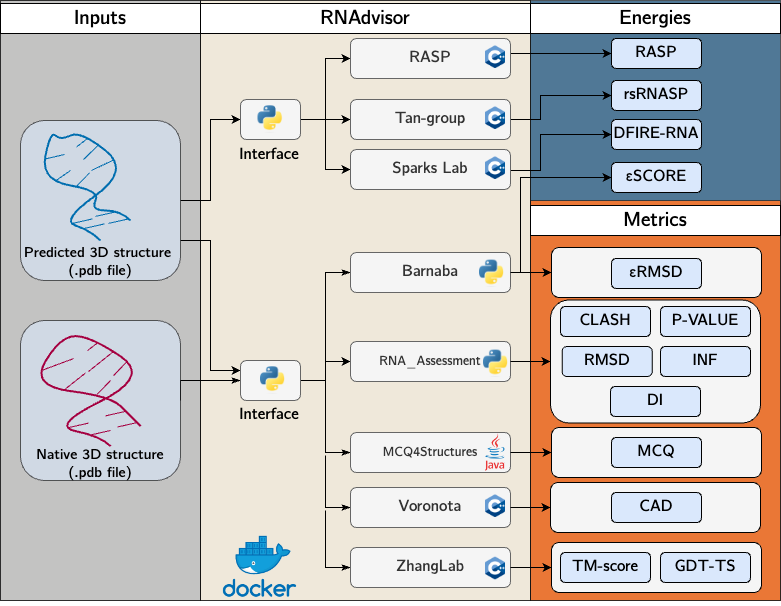 Inputs
RNAdvisor
Energies
RASP
RASP
Tan-group
rsRNASP
Interface
Sparks Lab
DFIRE-RNA
εSCORE
Metrics
Predicted 3D structure
(.pdb file)
Barnaba
εRMSD
CLASH
P-VALUE
RNA_Assessment
RMSD
INF
DI
Interface
Native 3D structure
(.pdb file)
MCQ4Structures
Java
MCQ
Voronota
CAD
ZhangLab
TM-score
GDT-TS
docker